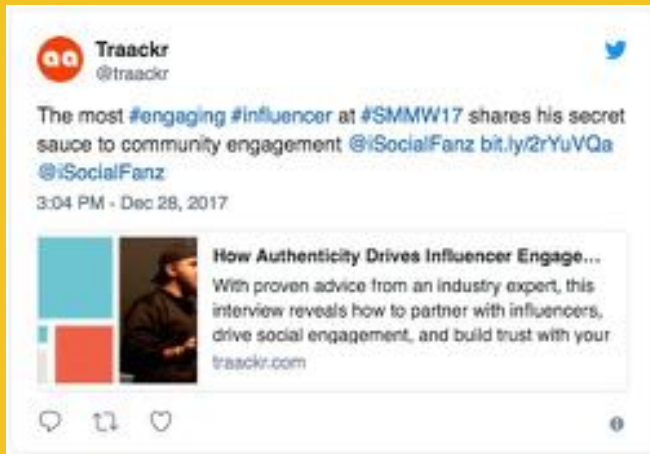 Traackr
@traackr
The most #engaging #influencer at #SMMW17 shares his secret
sauce to community engagement @iSocialFanz bit.ly/2rYuVQa
@iSocialFanz
3:04 PM - Dec 28, 2017
How Authenticity Drives Influencer Engage...
With proven advice from an industry expert, this
interview reveals how to partner with influencers,
drive social engagement, and build trust with your
traackr.com